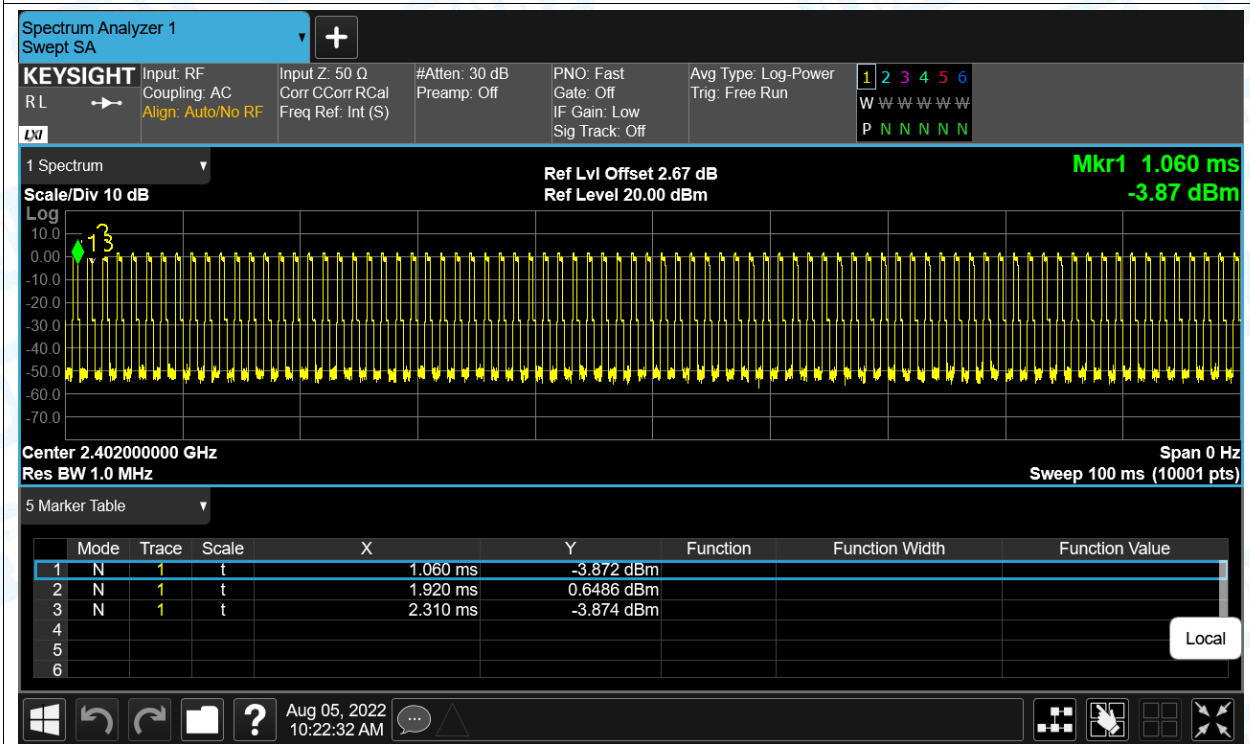 Spectrum Analyzer 1
Swept SA
+
KEYSIGHT
R L
LXI
Input: RF
Coupling: AC
Align: Auto/No RF
Input Z: 50 Ω
Corr CCorr RCal
Freq Ref: Int (S)
#Atten: 30 dB
Preamp: Off
PNO: Fast
Gate: Off
IF Gain: Low
Sig Track: Off
Avg Type: Log-Power
Trig: Free Run
1 2 3 4 5 6
W W W W W W
P N N N N N
1 Spectrum
Scale/Div 10 dB
Ref Lvl Offset 2.67 dB
Ref Level 20.00 dBm
Mkr1 1.060 ms
-3.87 dBm
Log
10.0
0.00
-10.0
-20.0
-30.0
-40.0
-50.0
-60.0
-70.0
1 3
Center 2.402000000 GHz
Res BW 1.0 MHz
Span 0 Hz
Sweep 100 ms (10001 pts)
5 Marker Table
Mode Trace Scale X Y Function Function Width Function Value
1 N 1 t 1.060 ms -3.872 dBm
2 N 1 t 1.920 ms 0.6486 dBm
3 N 1 t 2.310 ms -3.874 dBm
4
5
6
Local
?
Aug 05, 2022
10:22:32 AM